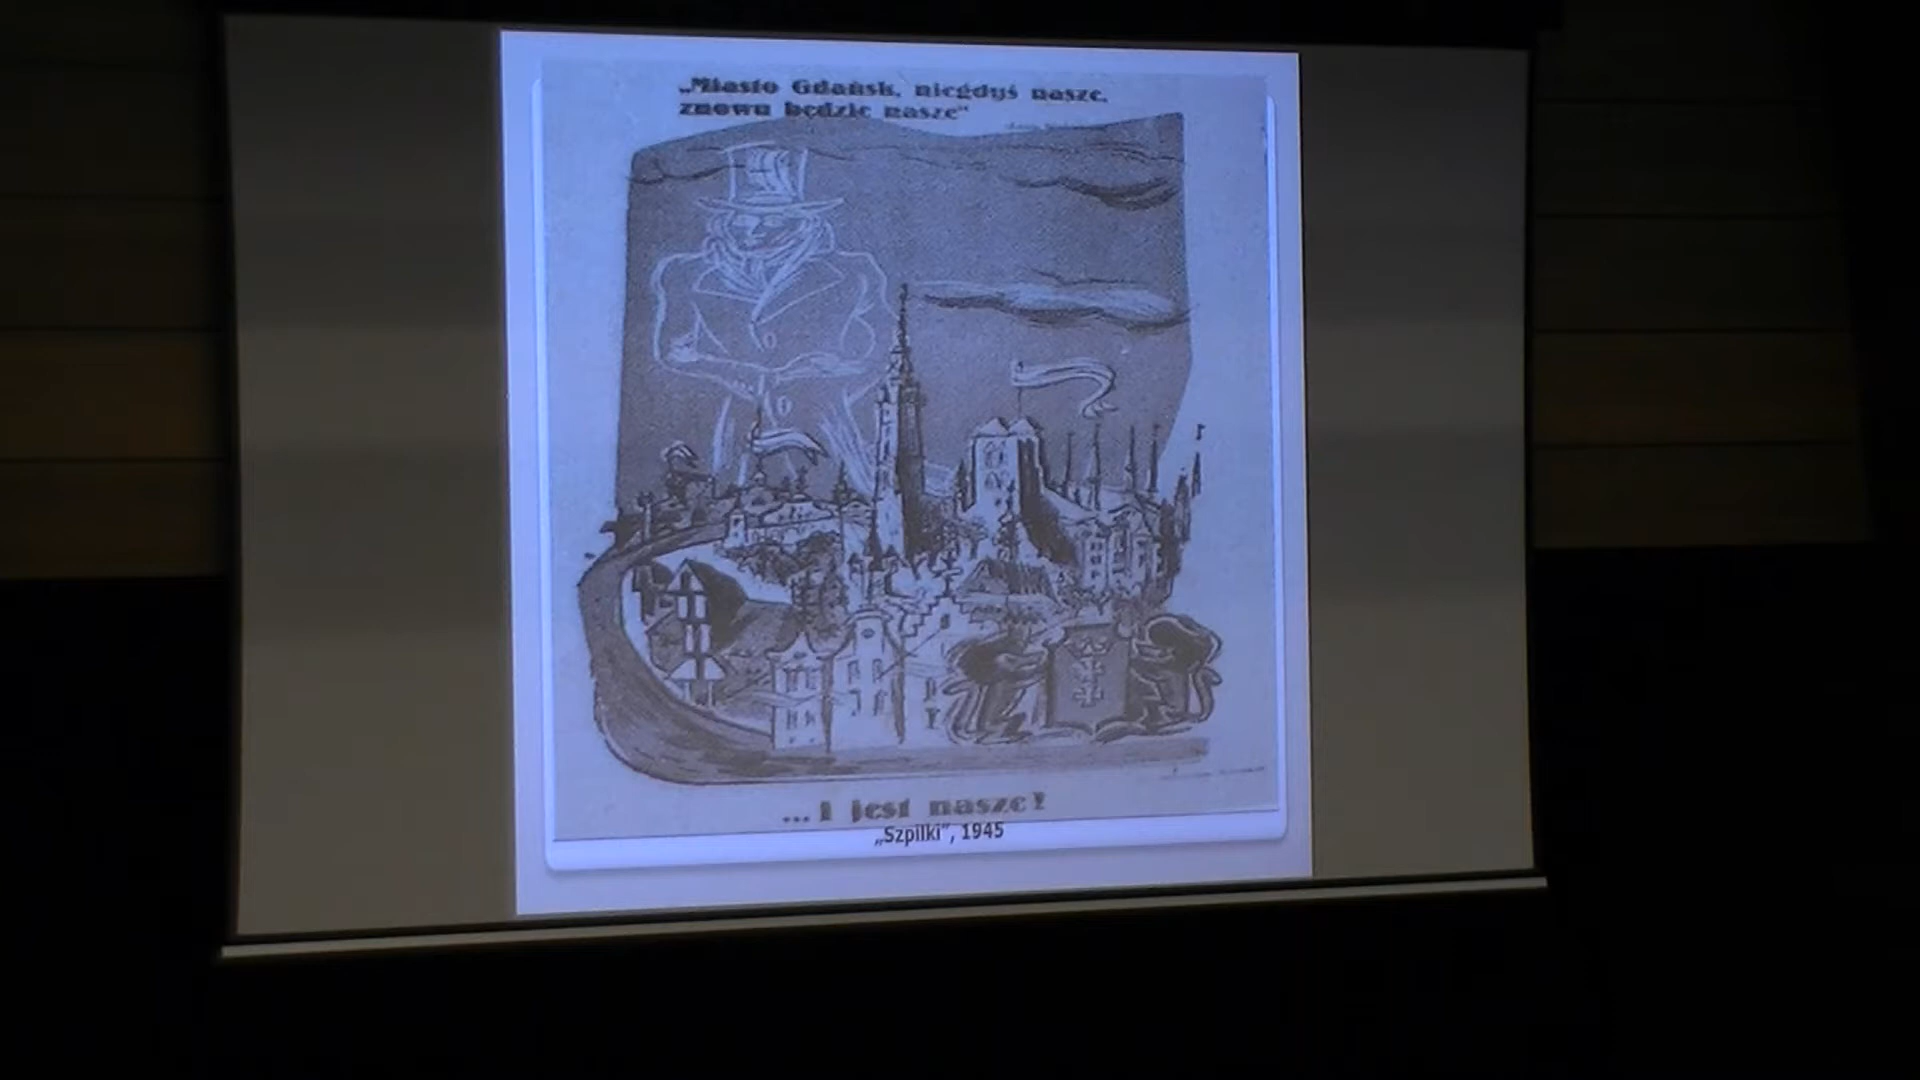 „Miasto Gdańsk, niegdyś nasze,
znowu będzie nasze“
...I jest nasze!
„Szpilki”, 1945